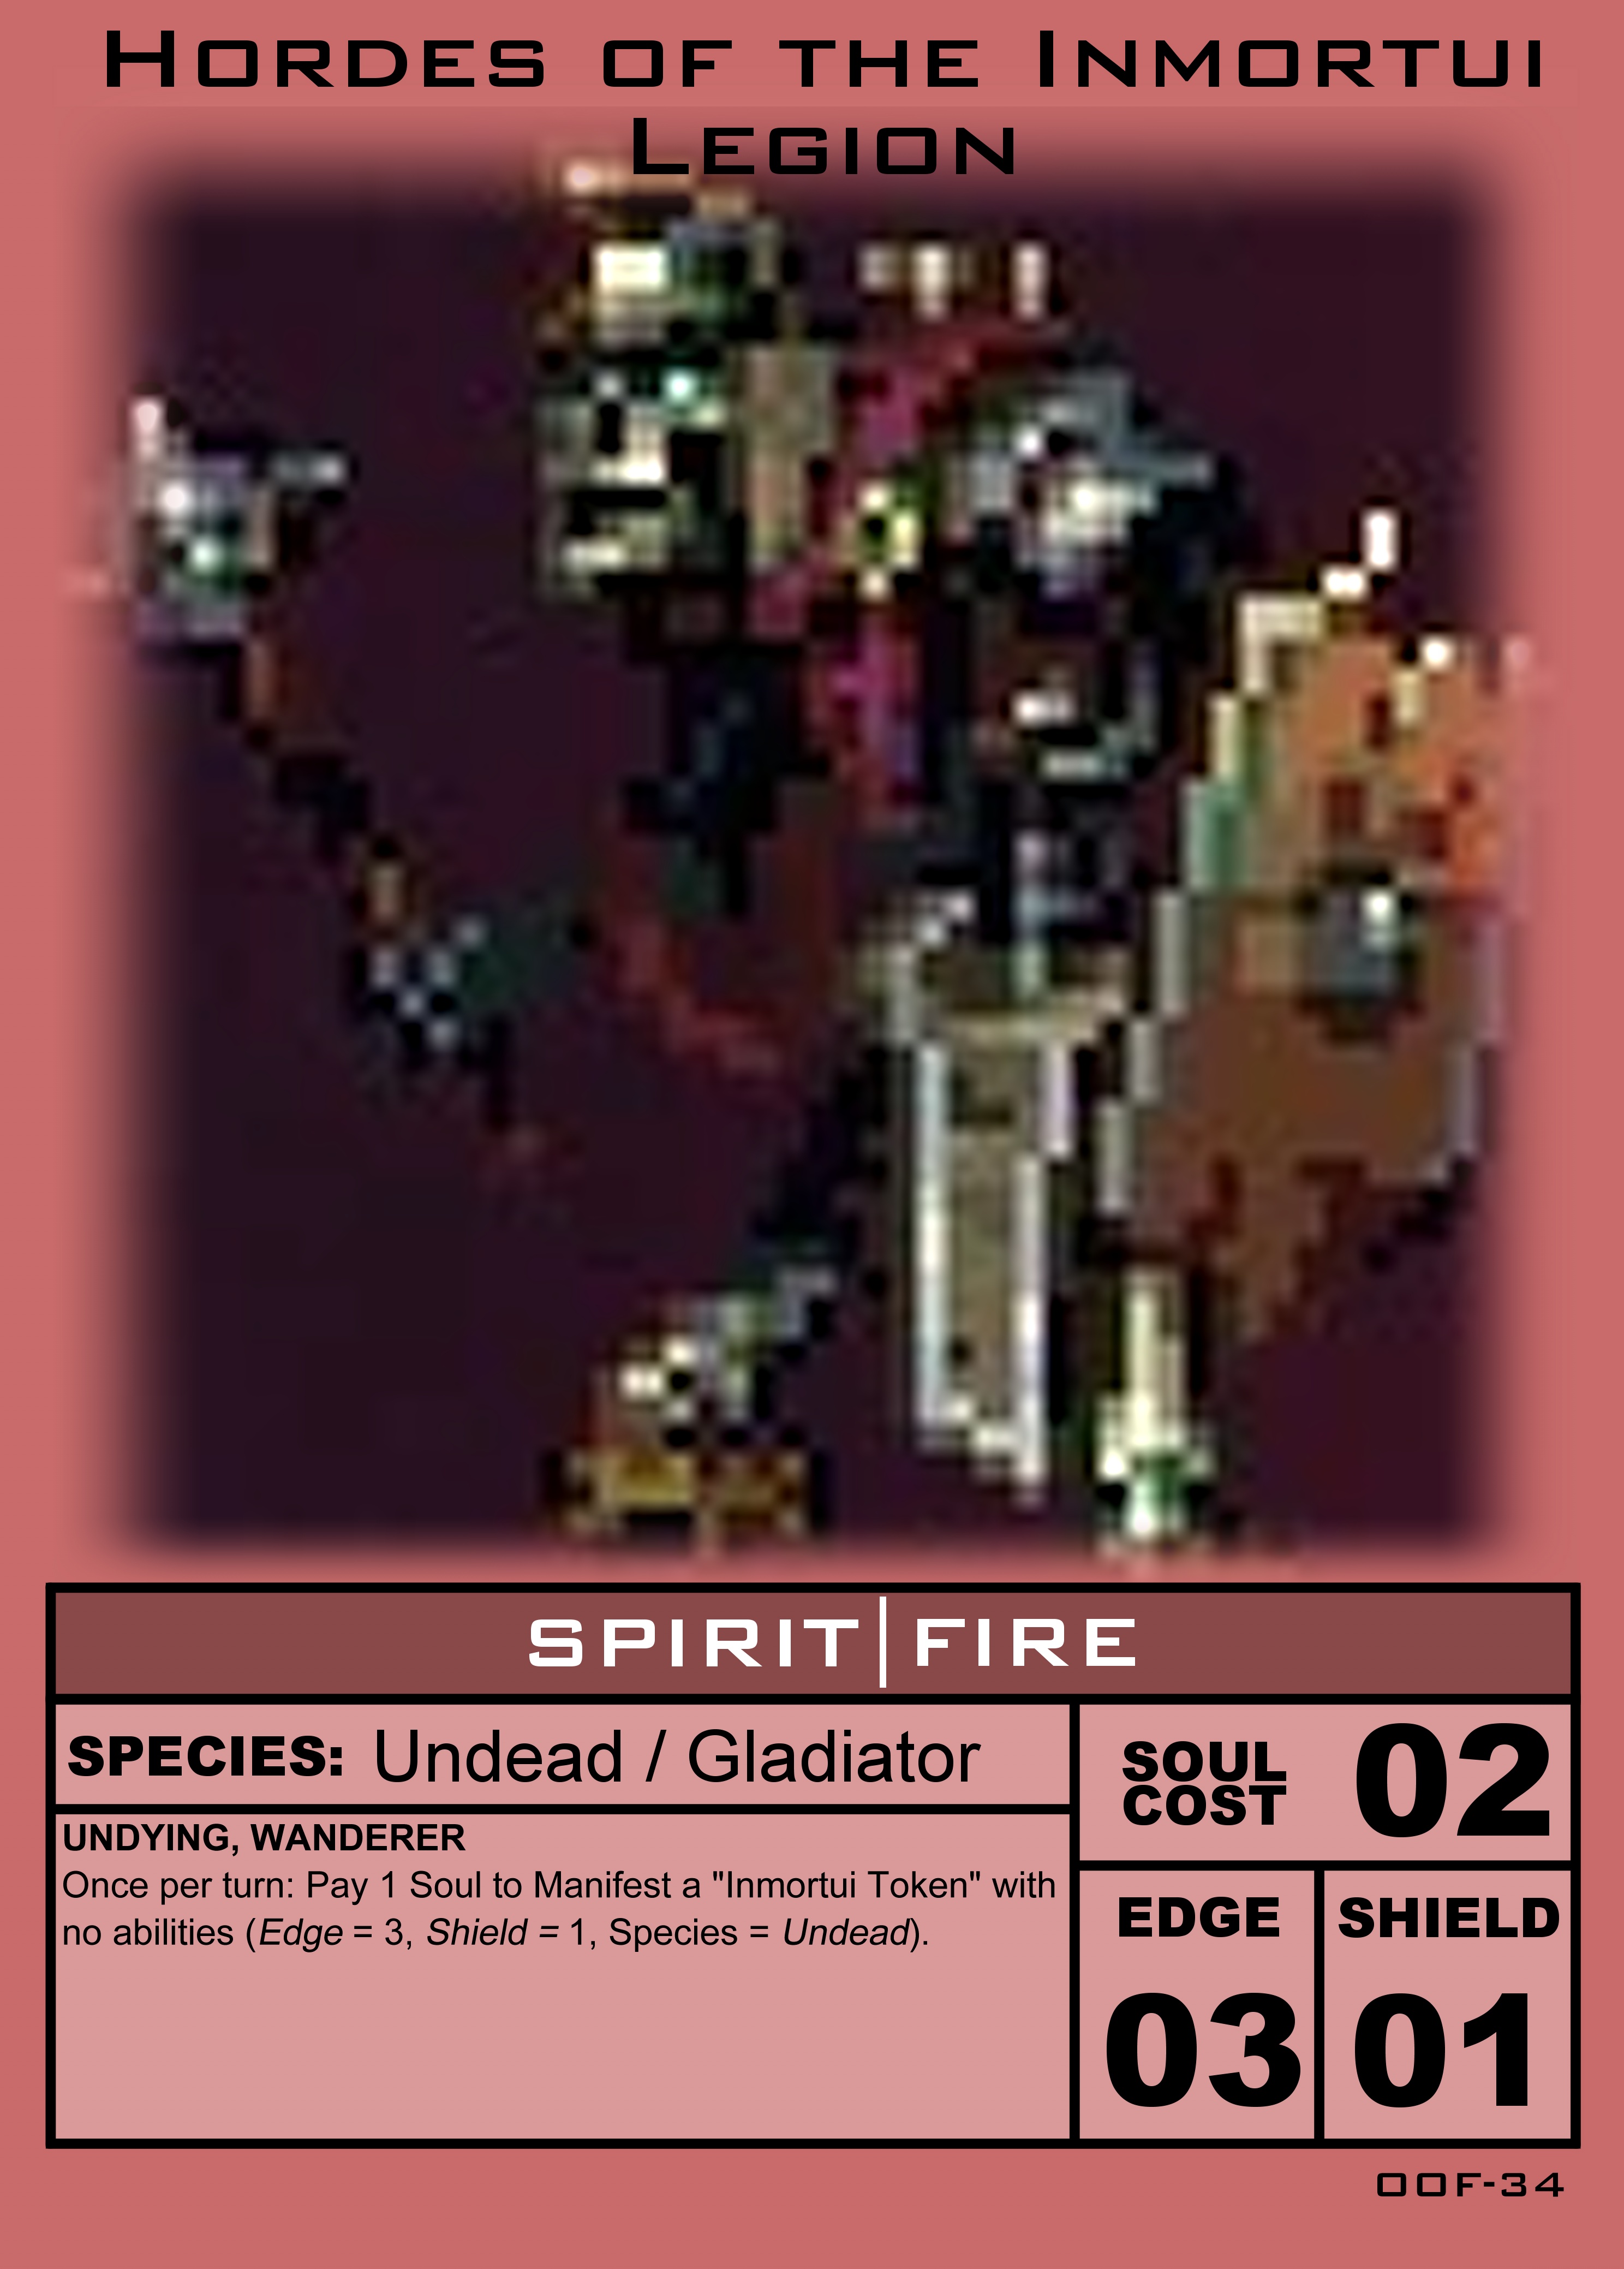 Hordes of the Inmortui
Legion
SPIRIT|FIRE
SPECIES: Undead / Gladiator
SOUL
COST
02
UNDYING, WANDERER
Once per turn: Pay 1 Soul to Manifest a "Inmortui Token" with
no abilities (Edge = 3, Shield = 1, Species = Undead).
EDGE
SHIELD
03
01
OOF-34